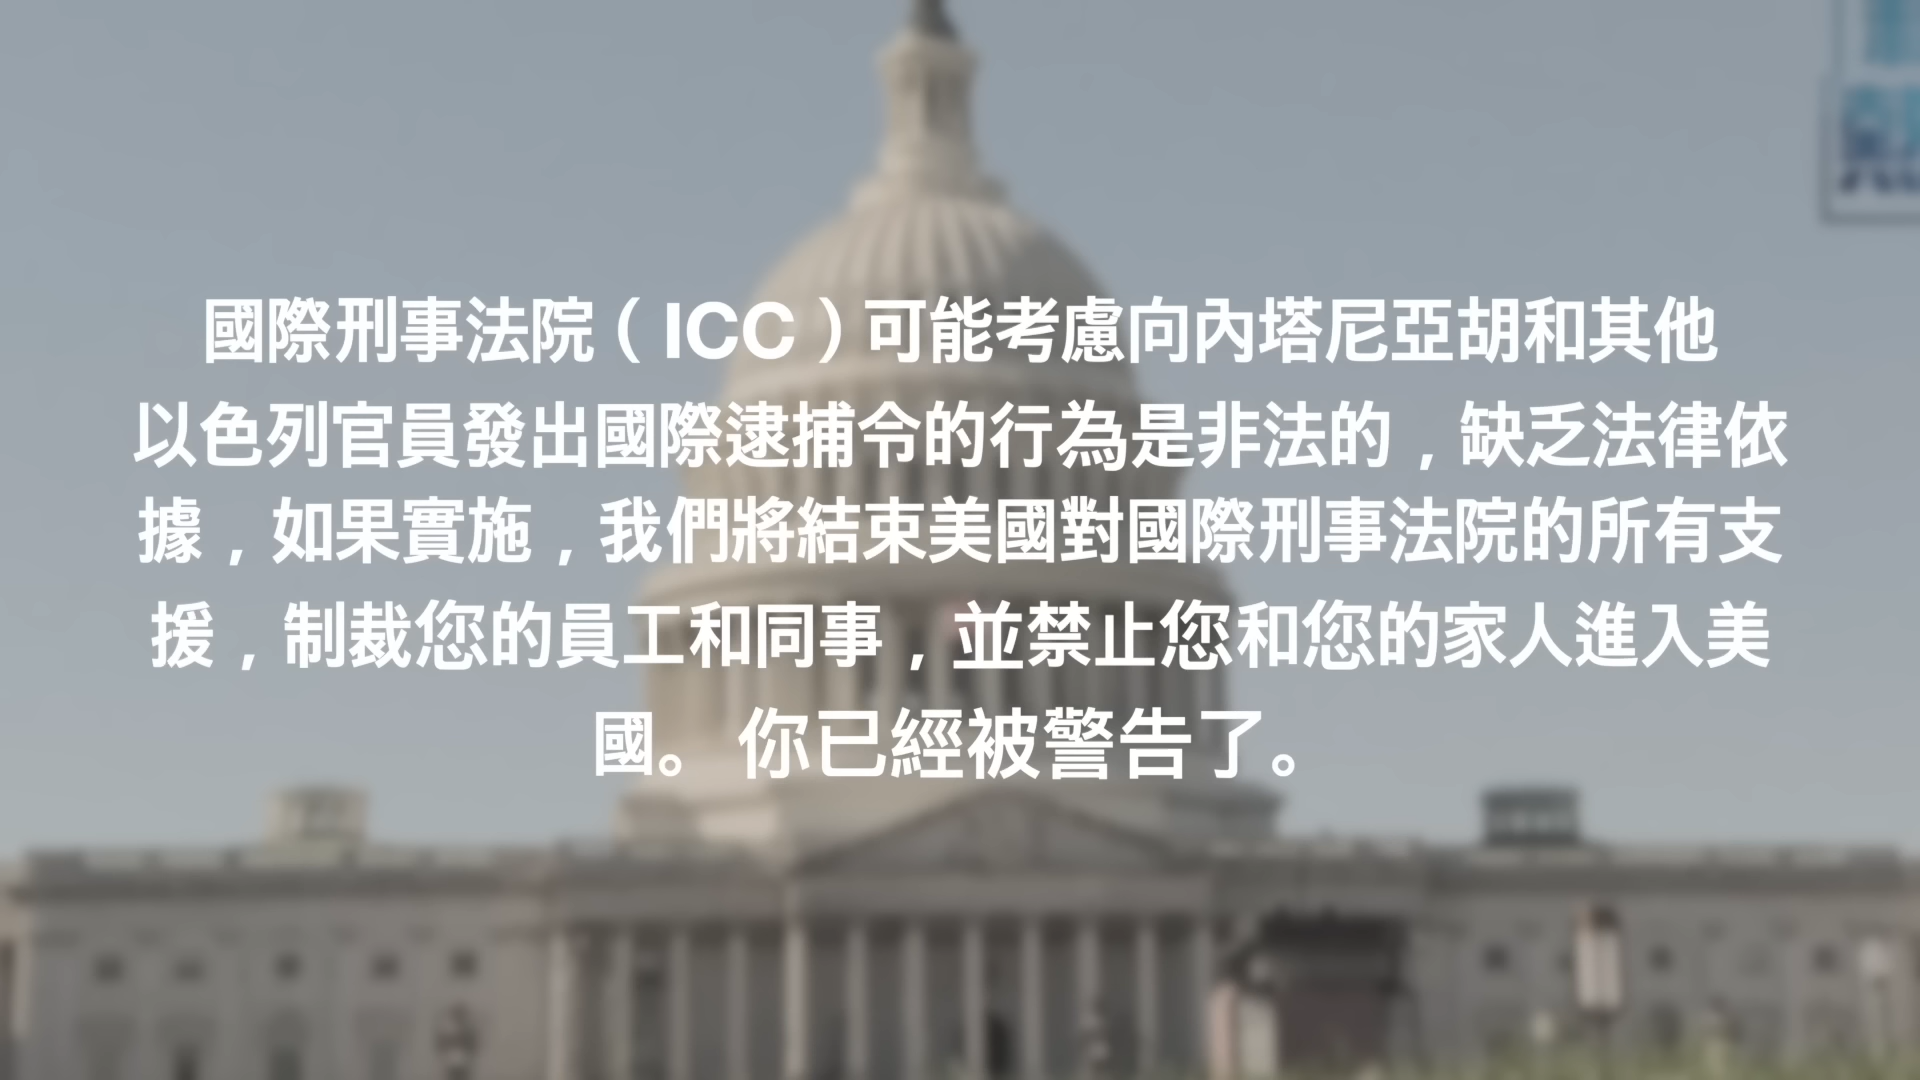 國際刑事法院（ICC）可能考慮向內塔尼亞胡和其他
以色列官員發出國際逮捕令的行為是非法的，缺乏法律依
據，如果實施，我們將結束美國對國際刑事法院的所有支
援，制裁您的員工和同事，並禁止您和您的家人進入美
國。 你已經被警告了。